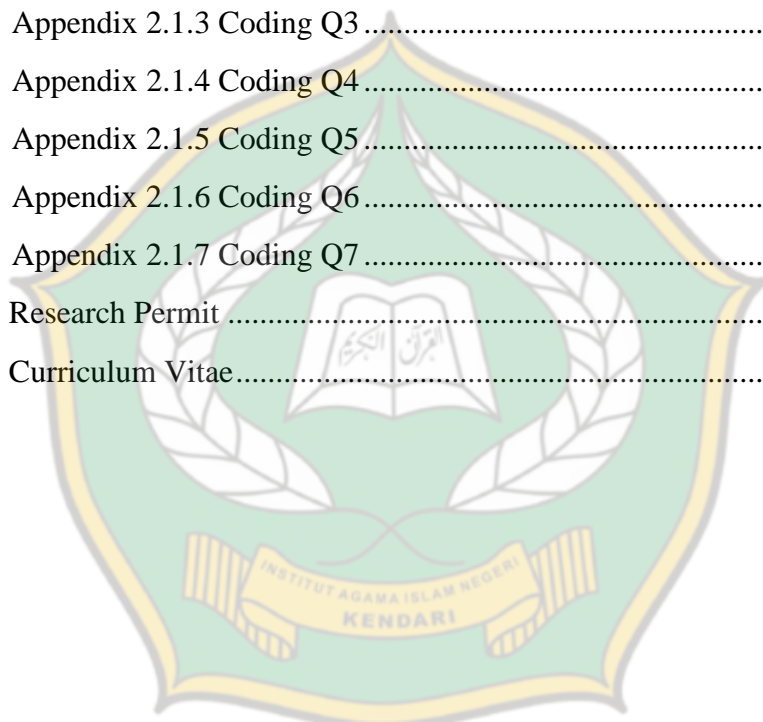 Appendix 2.1.3 Coding Q3........................................................
Appendix 2.1.4 Coding Q4........................................................
Appendix 2.1.5 Coding Q5........................................................
Appendix 2.1.6 Coding Q6........................................................
Appendix 2.1.7 Coding Q7........................................................
Research Permit ........................................................................
Curriculum Vitae.......................................................................
القرآن الكريم
INSTITUT AGAMA ISLAM NEGERI
KENDARI